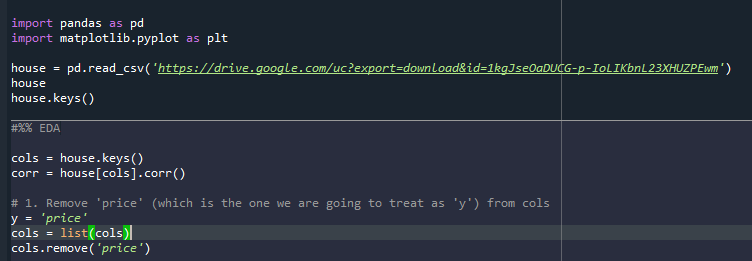 import pandas as pd
import matplotlib.pyplot as plt
house = pd.read_csv('https://drive.google.com/uc?export=download&id=1kgJseOaDUCG-p-IoLIKbnL23XHUZPEwm')
house
house.keys()
#%% EDA
cols = house.keys()
corr = house[cols].corr()
# 1. Remove 'price' (which is the one we are going to treat as 'y') from cols
y = 'price'
cols = list(cols)
cols.remove('price')